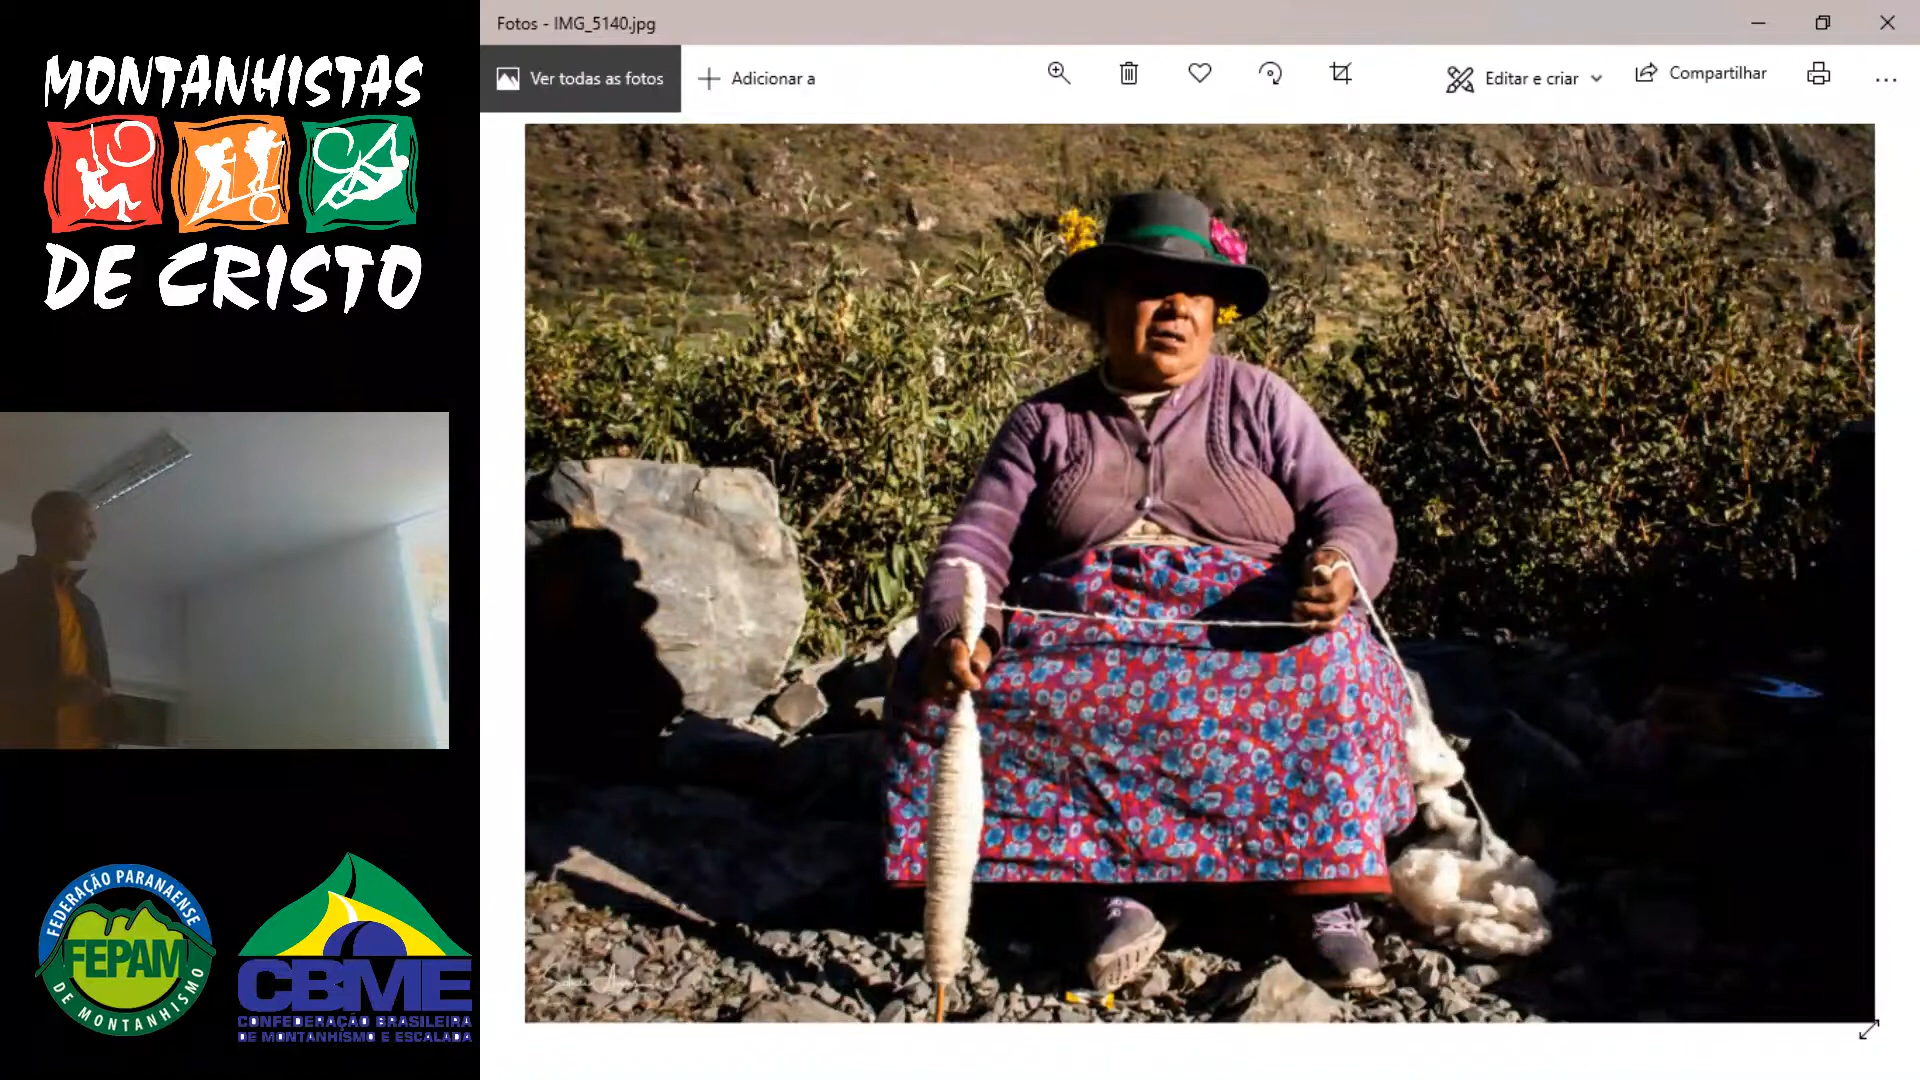 MONTANHISTAS
DE CRISTO
FEDERAÇÃO PARANAENSE
FEPAM
DE MONTANHISMO
CBME
CONFEDERAÇÃO BRASILEIRA
DE MONTANHISMO E ESCALADA
Fotos - IMG_5140.jpg
Ver todas as fotos
Adicionar a
Editar e criar
Compartilhar